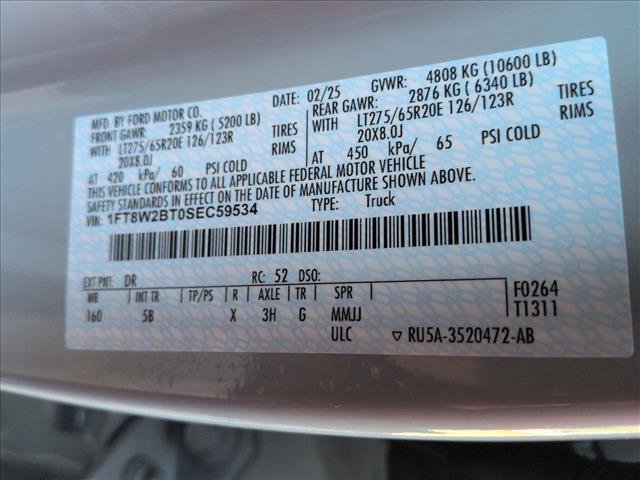 MFD. BY FORD MOTOR CO. DATE: 02/25 GVWR: 4808 KG (10600 LB)
FRONT GAWR: 2359 KG ( 5200 LB) REAR GAWR: 2876 KG ( 6340 LB)
WITH LT275/65R20E 126/123R TIRES WITH LT275/65R20E 126/123R TIRES
20X8.0J RIMS 20X8.0J RIMS
AT 420 kPa/ 60 PSI COLD AT 450 kPa/ 65 PSI COLD
THIS VEHICLE CONFORMS TO ALL APPLICABLE FEDERAL MOTOR VEHICLE
SAFETY STANDARDS IN EFFECT ON THE DATE OF MANUFACTURE SHOWN ABOVE.
VIN: 1FT8W2BT0SEC59534 TYPE: Truck
EXT PNT: DR RC: 52 DSO: F0264
WB INT TR TP/PS R AXLE TR SPR T1311
160 5B X 3H G MMJJ
ULC ▽ RU5A-3520472-AB